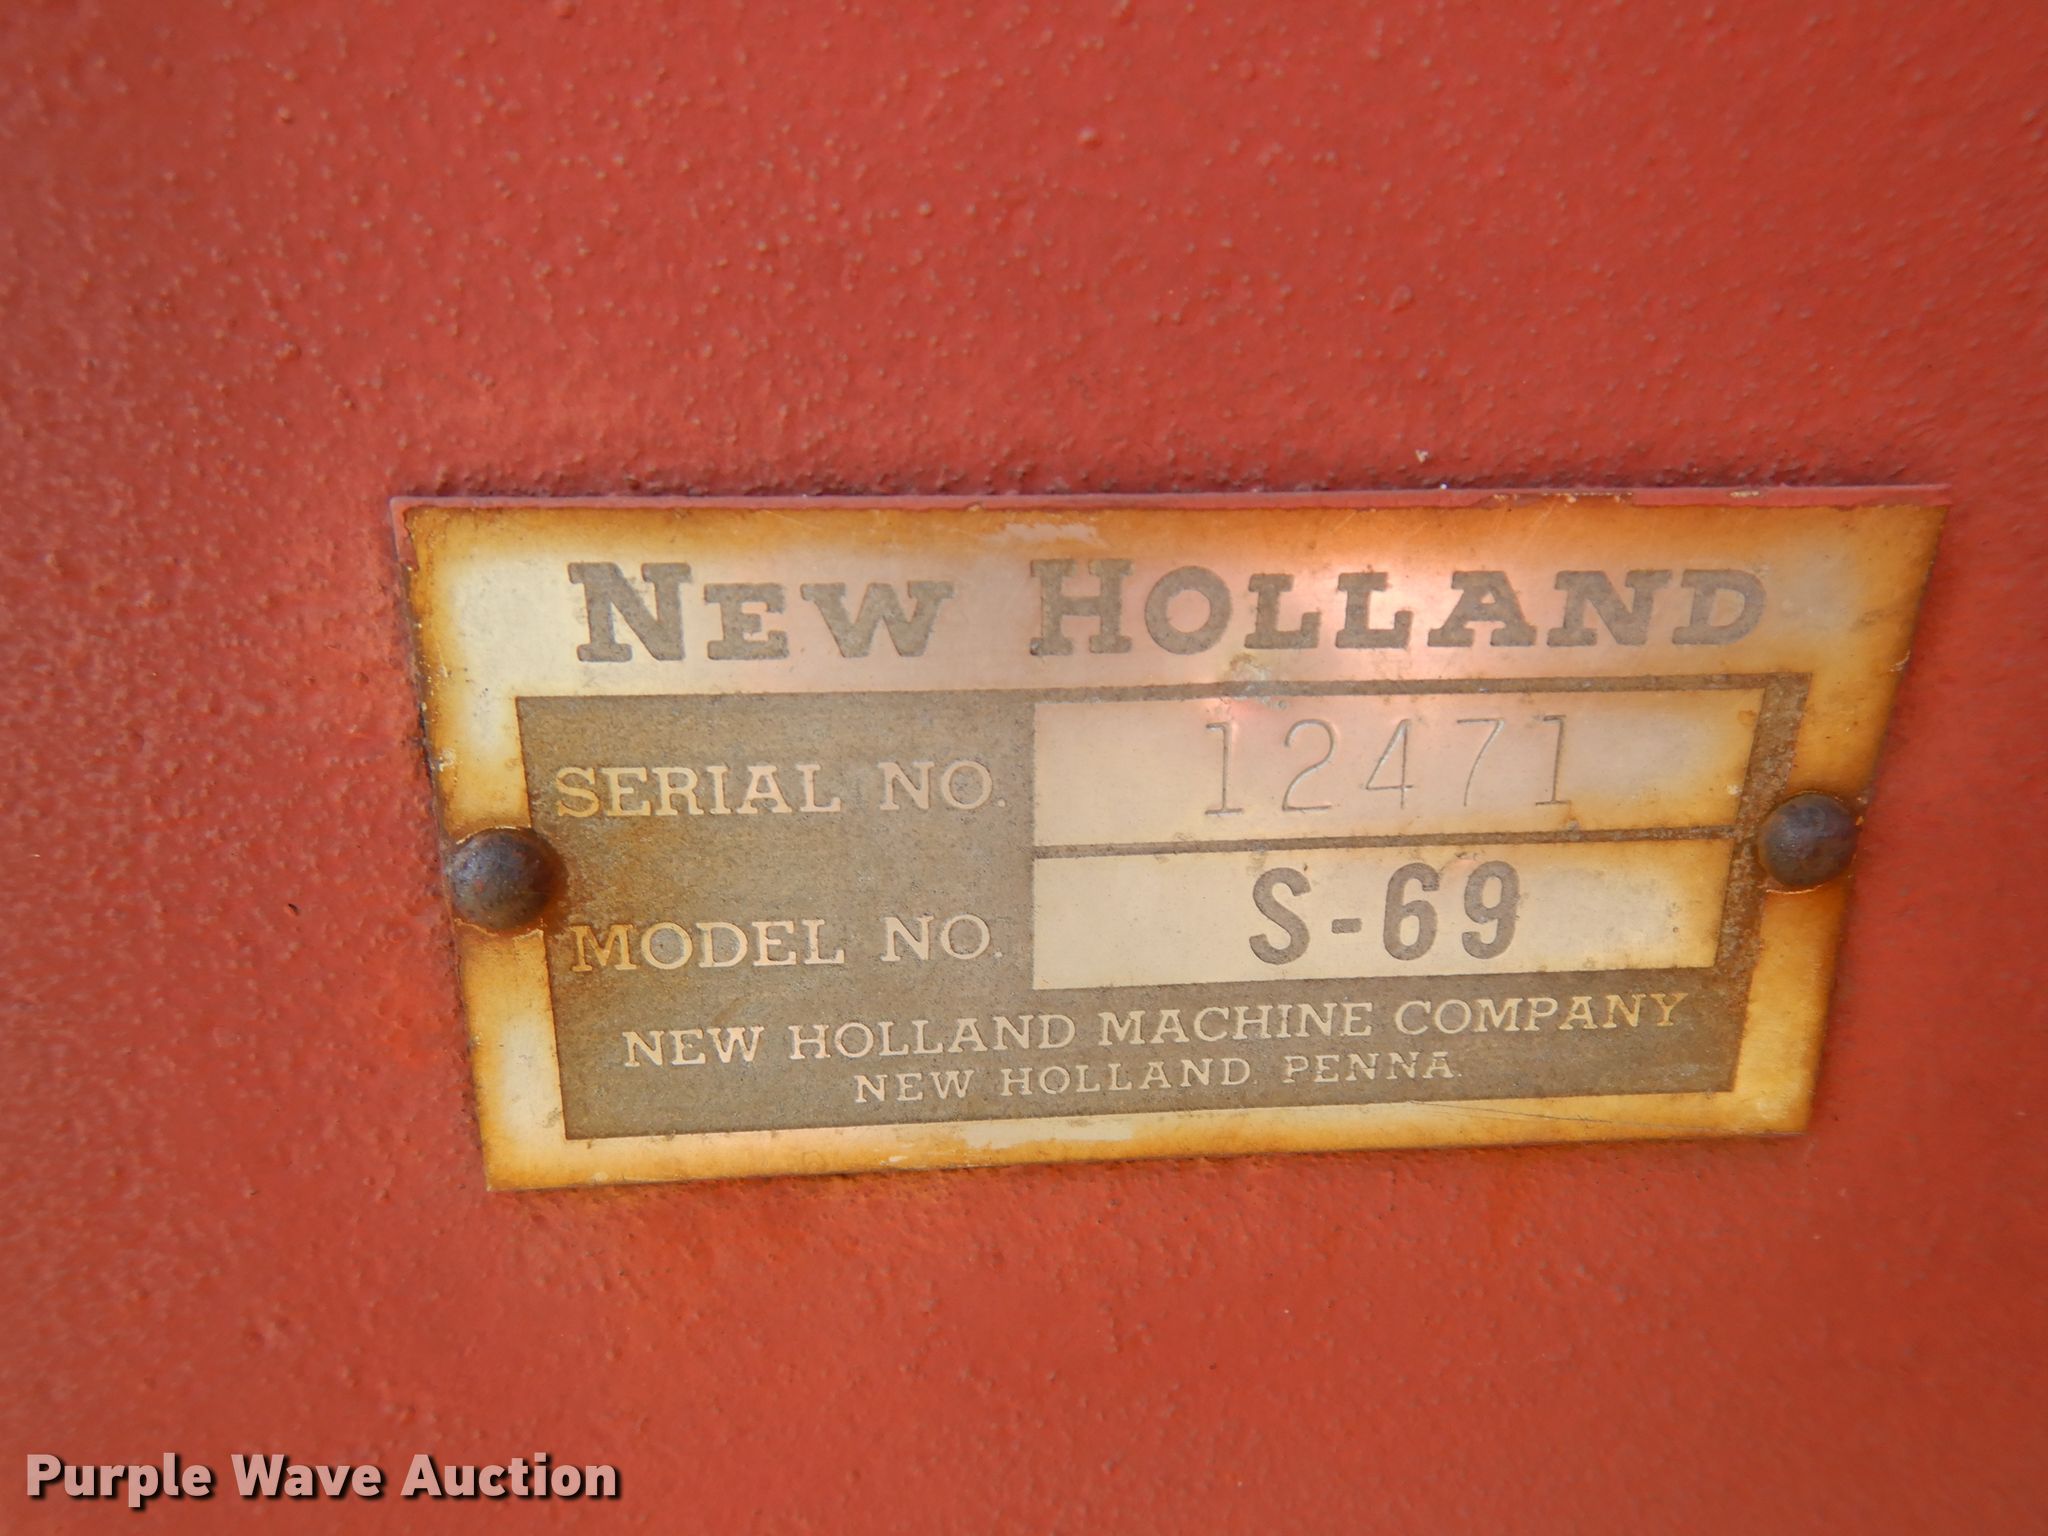 NEW HOLLAND
SERIAL NO. 12471
MODEL NO. S-69
NEW HOLLAND MACHINE COMPANY
NEW HOLLAND, PENNA.
Purple Wave Auction